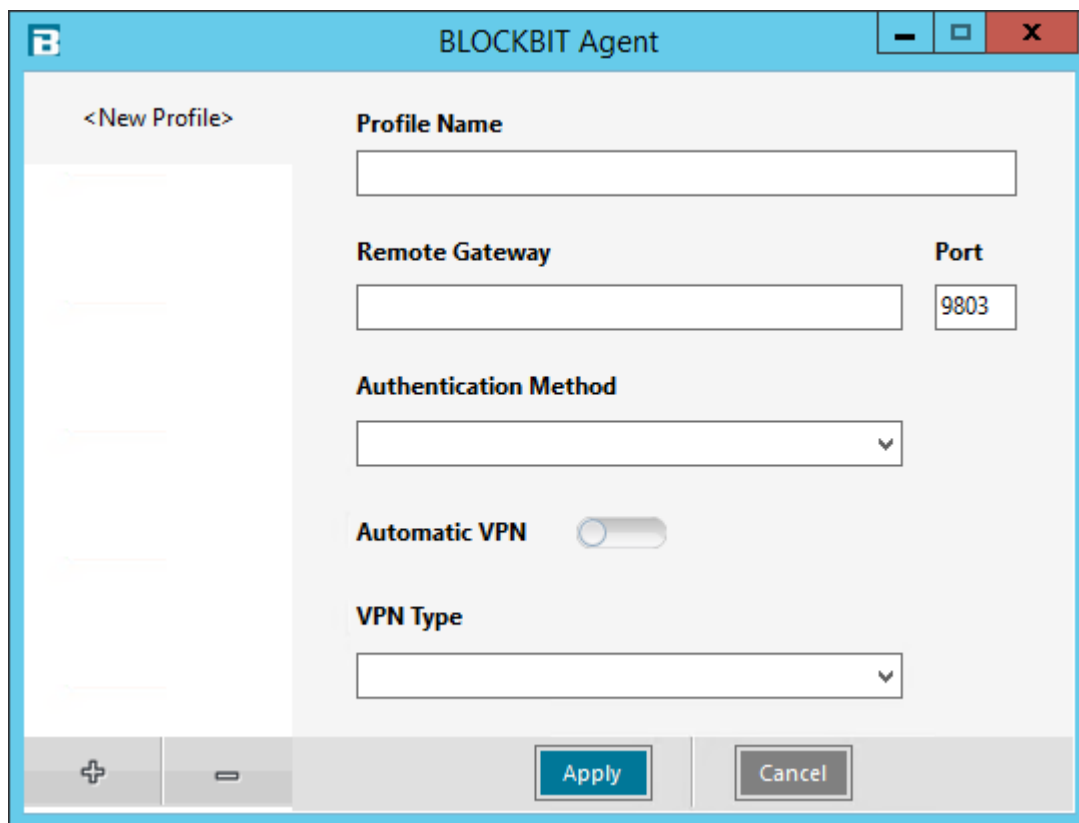 BLOCKBIT Agent
<New Profile>
Profile Name
Remote Gateway
Port
9803
Authentication Method
Automatic VPN
VPN Type
Apply
Cancel